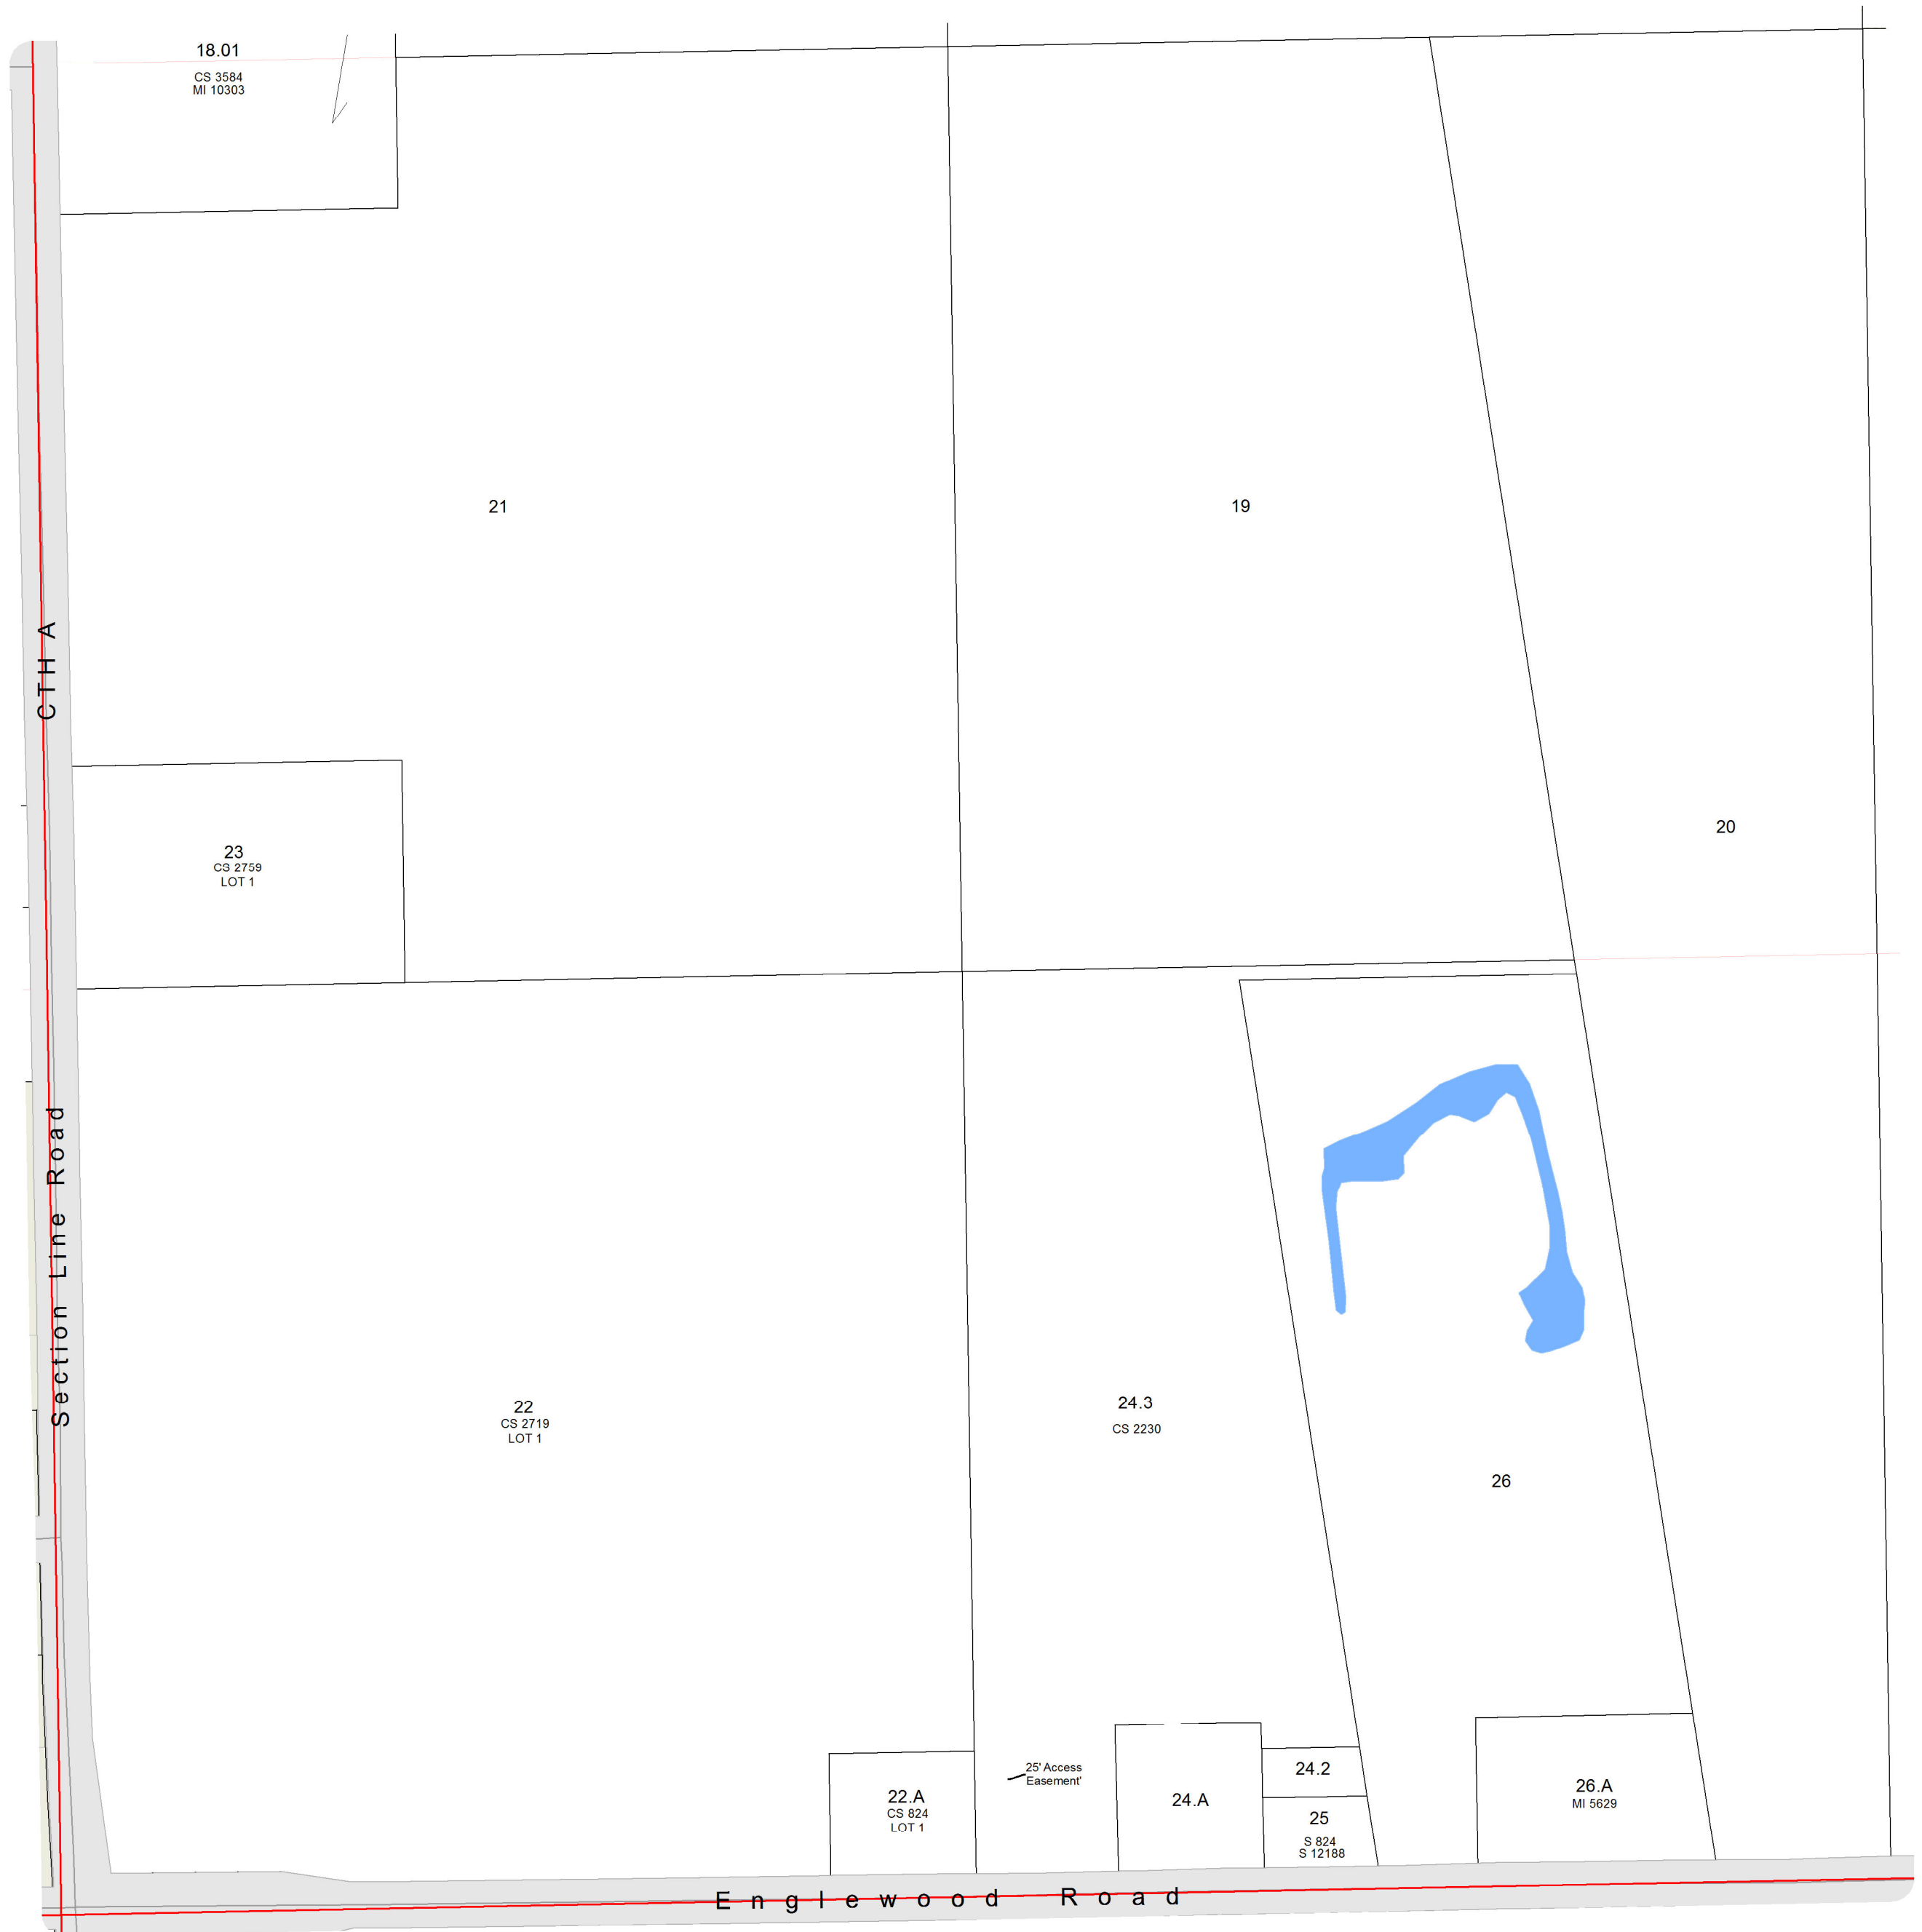 18.01
CS 3584
MI 10303
21
19
CTH A
20
23
CS 2759
LOT 1
Section Line Road
22
CS 2719
LOT 1
24.3
CS 2230
26
25' Access
Easement'
22.A
CS 824
LOT 1
24.A
24.2
25
S 824
S 12188
26.A
MI 5629
Englewood Road